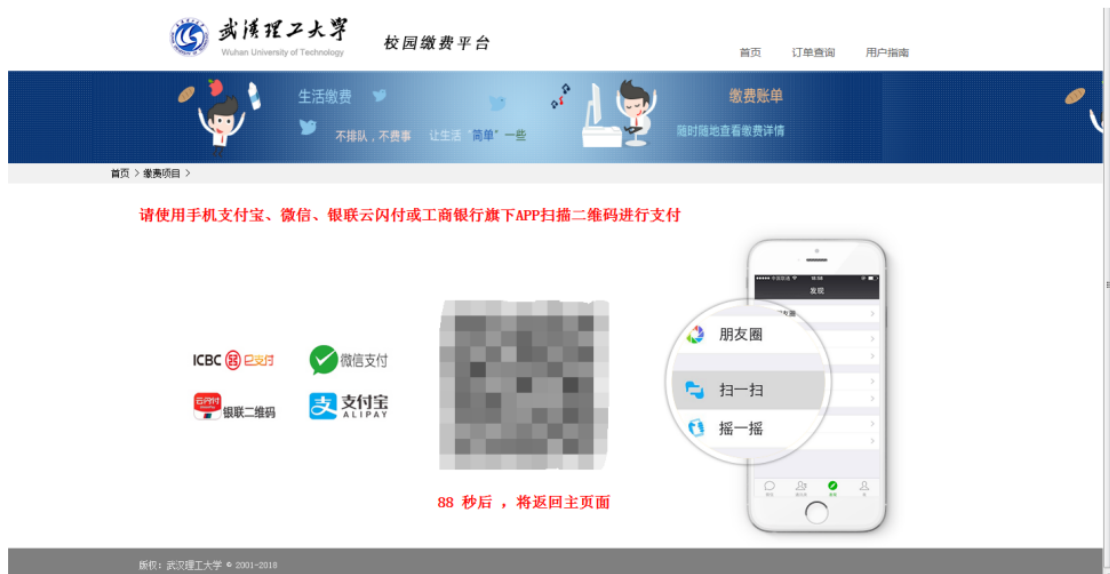 武汉理工大学
Wuhan University of Technology
校园缴费平台
首页 订单查询 用户指南
生活缴费
不排队，不费事 让生活“简单”一些
缴费账单
随时随地查看缴费详情
首页 > 缴费项目 >
请使用手机支付宝、微信、银联云闪付或工商银行旗下APP扫描二维码进行支付
发现
朋友圈
扫一扫
摇一摇
ICBC e支付
微信支付
云闪付
银联二维码
支付宝
ALIPAY
88 秒后 ，将返回主页面
版权：武汉理工大学 © 2001-2018